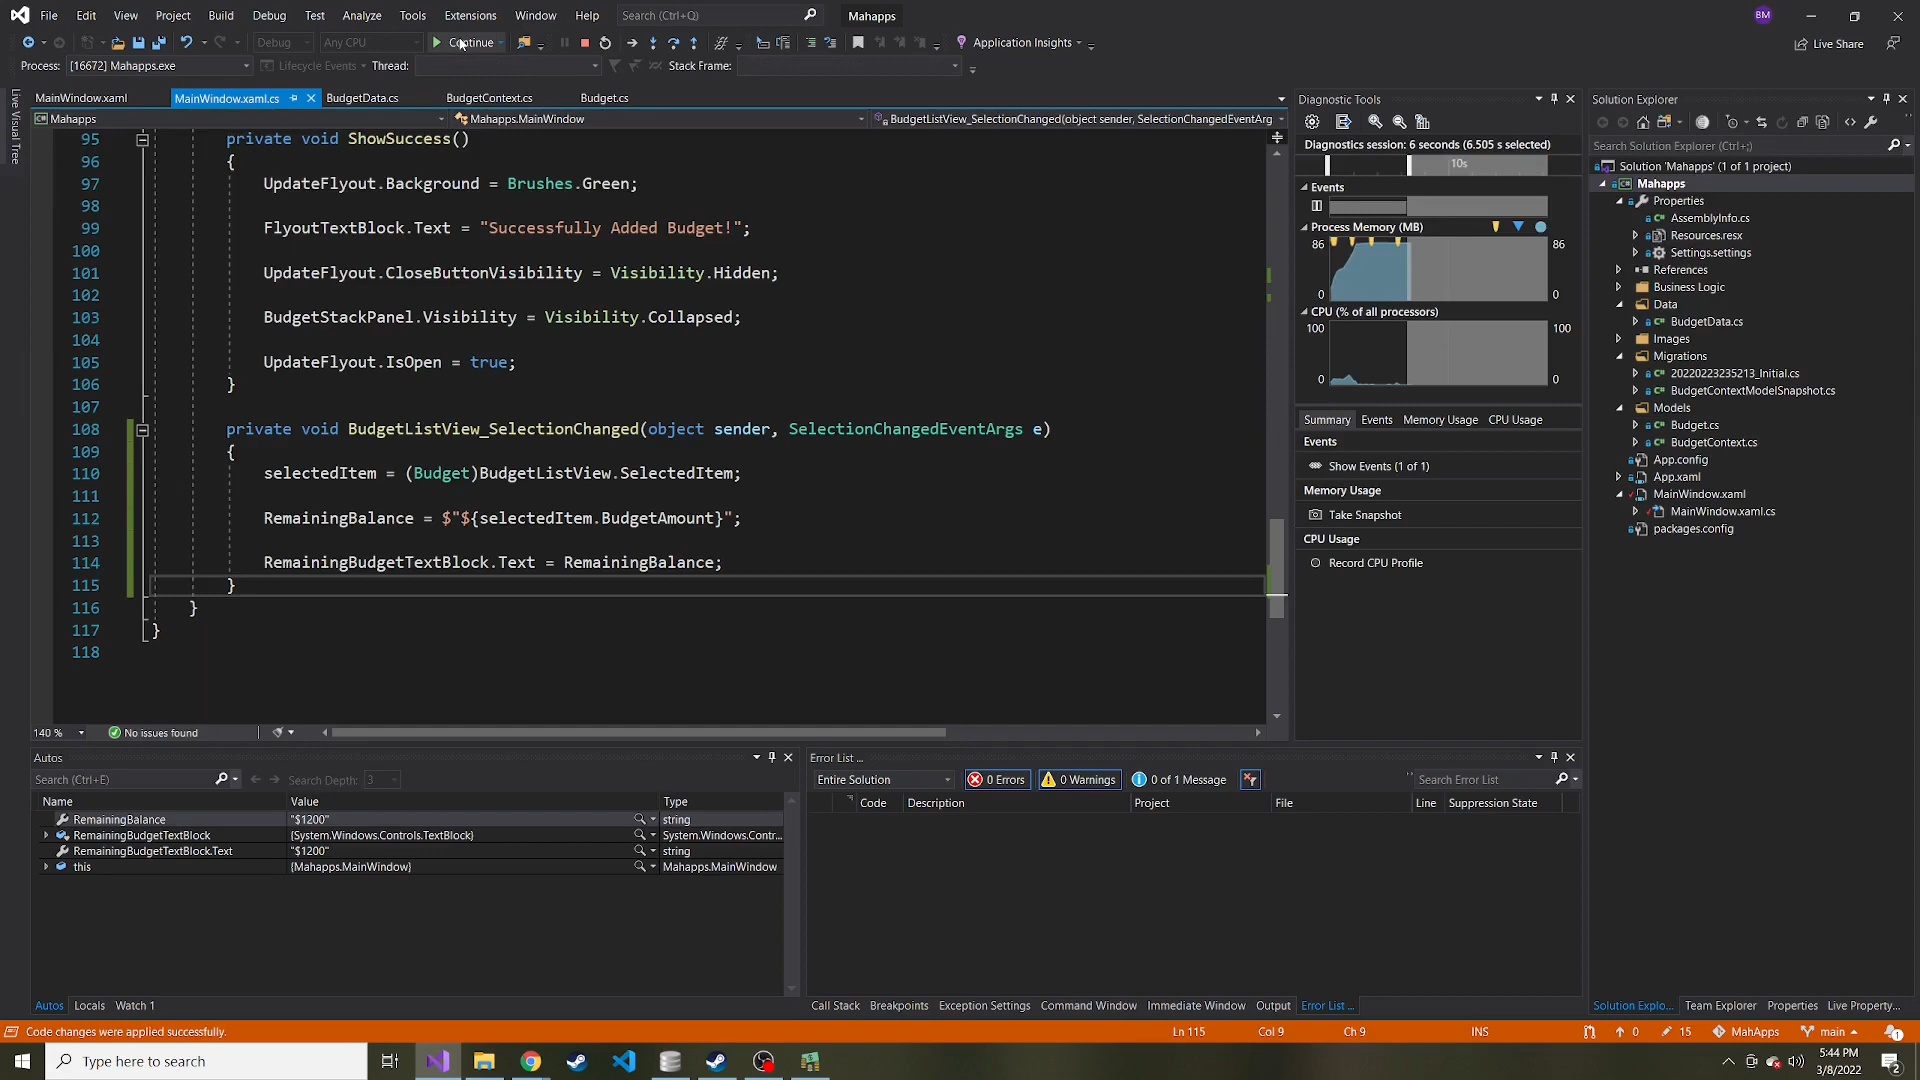 File Edit View Project Build Debug Test Analyze Tools Extensions Window Help Search (Ctrl+Q) Mahapps BM
Debug Any CPU Continue Application Insights Live Share
Process: [16672] Mahapps.exe Lifecycle Events Thread: Stack Frame:
Live Visual Tree
MainWindow.xaml MainWindow.xaml.cs BudgetData.cs BudgetContext.cs Budget.cs
Mahapps Mahapps.MainWindow BudgetListView_SelectionChanged(object sender, SelectionChangedEventArg
95 private void ShowSuccess()
96 {
97 UpdateFlyout.Background = Brushes.Green;
98
99 FlyoutTextBlock.Text = "Successfully Added Budget!";
100
101 UpdateFlyout.CloseButtonVisibility = Visibility.Hidden;
102
103 BudgetStackPanel.Visibility = Visibility.Collapsed;
104
105 UpdateFlyout.IsOpen = true;
106 }
107
108 private void BudgetListView_SelectionChanged(object sender, SelectionChangedEventArgs e)
109 {
110 selectedItem = (Budget)BudgetListView.SelectedItem;
111
112 RemainingBalance = $"${selectedItem.BudgetAmount}";
113
114 RemainingBudgetTextBlock.Text = RemainingBalance;
115 }
116 }
117 }
118
140 % No issues found
Diagnostic Tools
Diagnostics session: 6 seconds (6.505 s selected)
10s
Events
Process Memory (MB)
86 86
0 0
CPU (% of all processors)
100 100
0 0
Summary Events Memory Usage CPU Usage
Events
Show Events (1 of 1)
Memory Usage
Take Snapshot
CPU Usage
Record CPU Profile
Solution Explorer
Search Solution Explorer (Ctrl+;)
Solution 'Mahapps' (1 of 1 project)
Mahapps
Properties
AssemblyInfo.cs
Resources.resx
Settings.settings
References
Business Logic
Data
BudgetData.cs
Images
Migrations
20220223235213_Initial.cs
BudgetContextModelSnapshot.cs
Models
Budget.cs
BudgetContext.cs
App.config
App.xaml
MainWindow.xaml
MainWindow.xaml.cs
packages.config
Autos
Search (Ctrl+E) Search Depth: 3
Name Value Type
RemainingBalance "$1200" string
RemainingBudgetTextBlock {System.Windows.Controls.TextBlock} System.Windows.Contr...
RemainingBudgetTextBlock.Text "$1200" string
this {Mahapps.MainWindow} Mahapps.MainWindow
Autos Locals Watch 1
Error List ...
Entire Solution 0 Errors 0 Warnings 0 of 1 Message Search Error List
Code Description Project File Line Suppression State
Call Stack Breakpoints Exception Settings Command Window Immediate Window Output Error List ...
Solution Explo... Team Explorer Properties Live Property...
Code changes were applied successfully. Ln 115 Col 9 Ch 9 INS 0 15 MahApps main 1
Type here to search 5:44 PM
3/8/2022 2